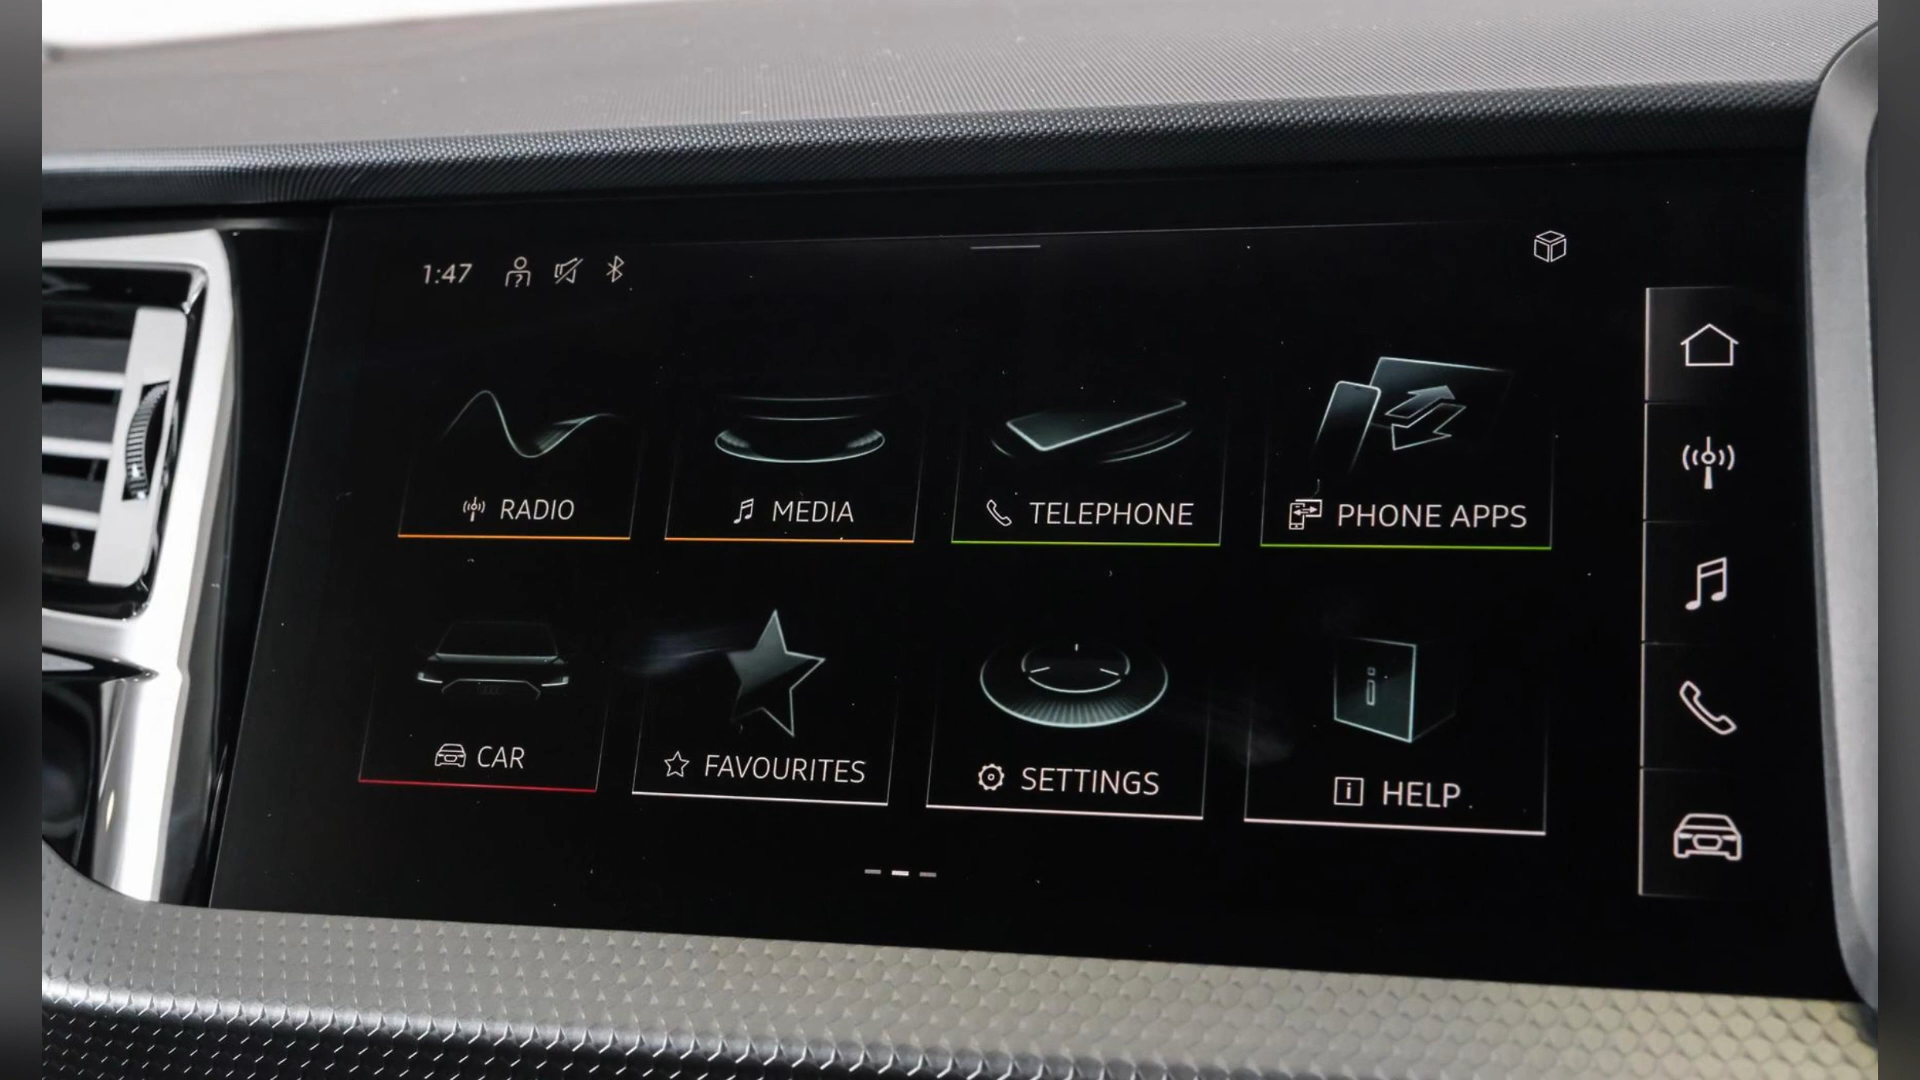 1:47
RADIO
MEDIA
TELEPHONE
PHONE APPS
CAR
FAVOURITES
SETTINGS
HELP